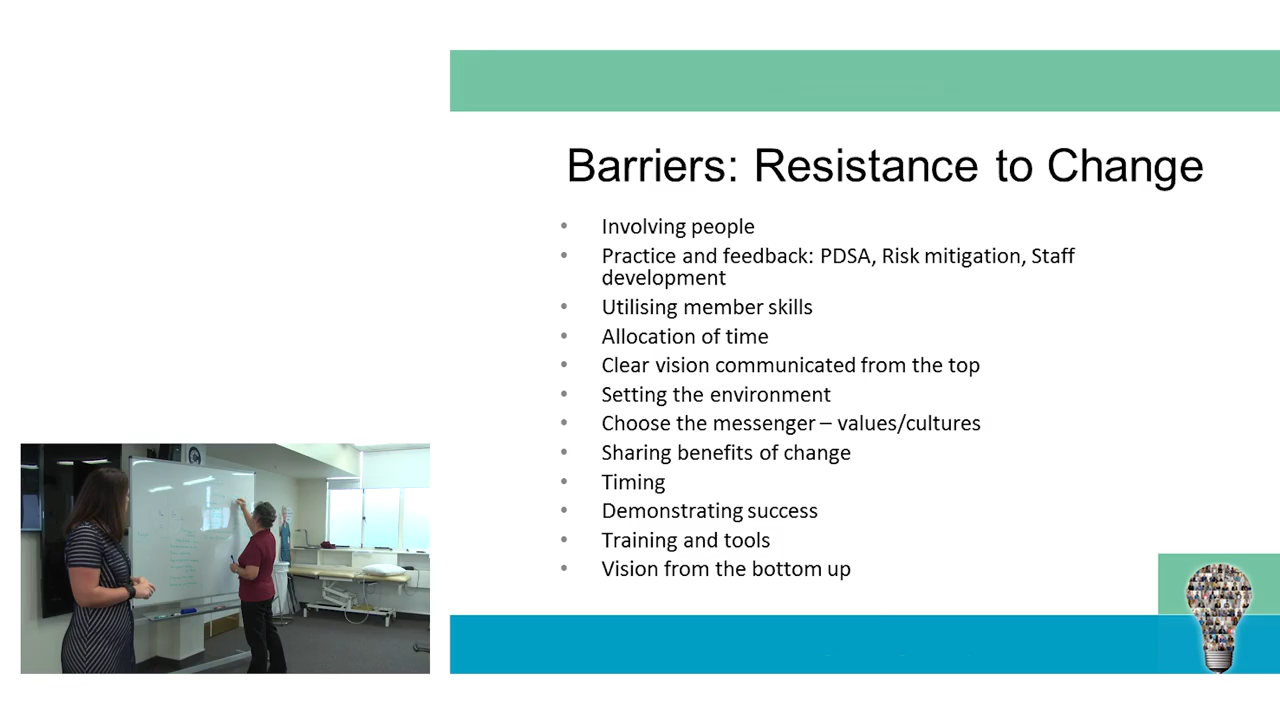 Barriers: Resistance to Change
• Involving people
• Practice and feedback: PDSA, Risk mitigation, Staff
development
• Utilising member skills
• Allocation of time
• Clear vision communicated from the top
• Setting the environment
• Choose the messenger – values/cultures
• Sharing benefits of change
• Timing
• Demonstrating success
• Training and tools
• Vision from the bottom up